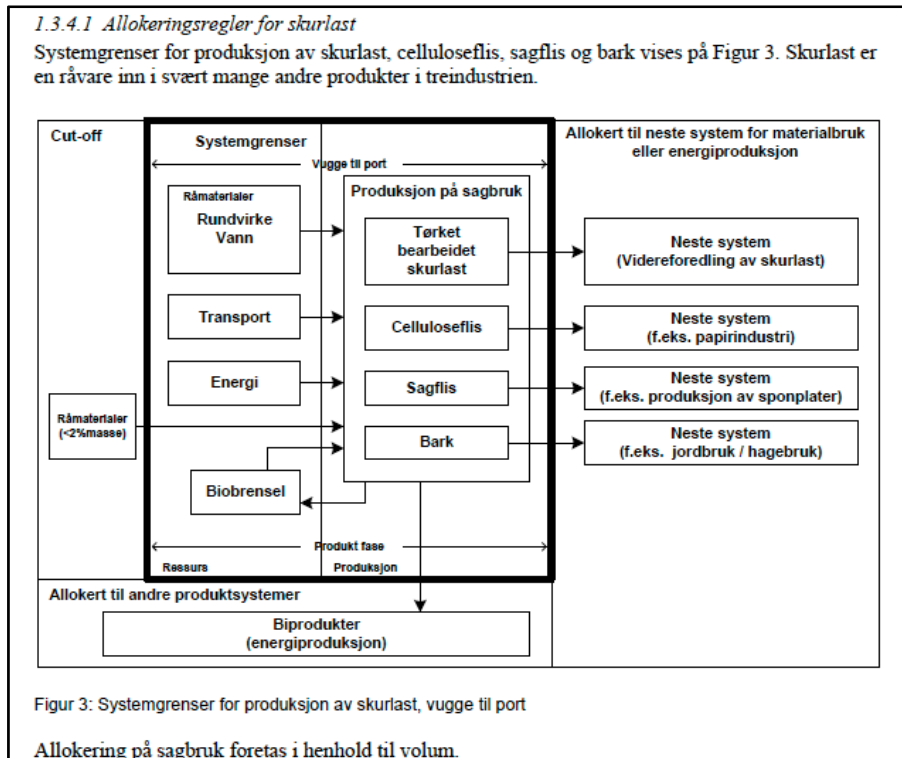 1.3.4.1 Allokeringsregler for skurlast
Systemgrenser for produksjon av skurlast, celluloseflis, sagflis og bark vises på Figur 3. Skurlast er
en råvare inn i svært mange andre produkter i treindustrien.
Cut-off
Systemgrenser
Vugge til port
Allokert til neste system for materialbruk
eller energiproduksjon
Råmaterialer
Rundvirke
Vann
Produksjon på sagbruk
Tørket
bearbeidet
skurlast
Neste system
(Videreforedling av skurlast)
Transport
Celluloseflis
Neste system
(f.eks. papirindustri)
Energi
Sagflis
Neste system
(f.eks. produksjon av sponplater)
Råmaterialer
(<2%masse)
Bark
Neste system
(f.eks. jordbruk / hagebruk)
Biobrensel
Produkt fase
Ressurs
Produksjon
Allokert til andre produktsystemer
Biprodukter
(energiproduksjon)
Figur 3: Systemgrenser for produksjon av skurlast, vugge til port
Allokering på sagbruk foretas i henhold til volum.